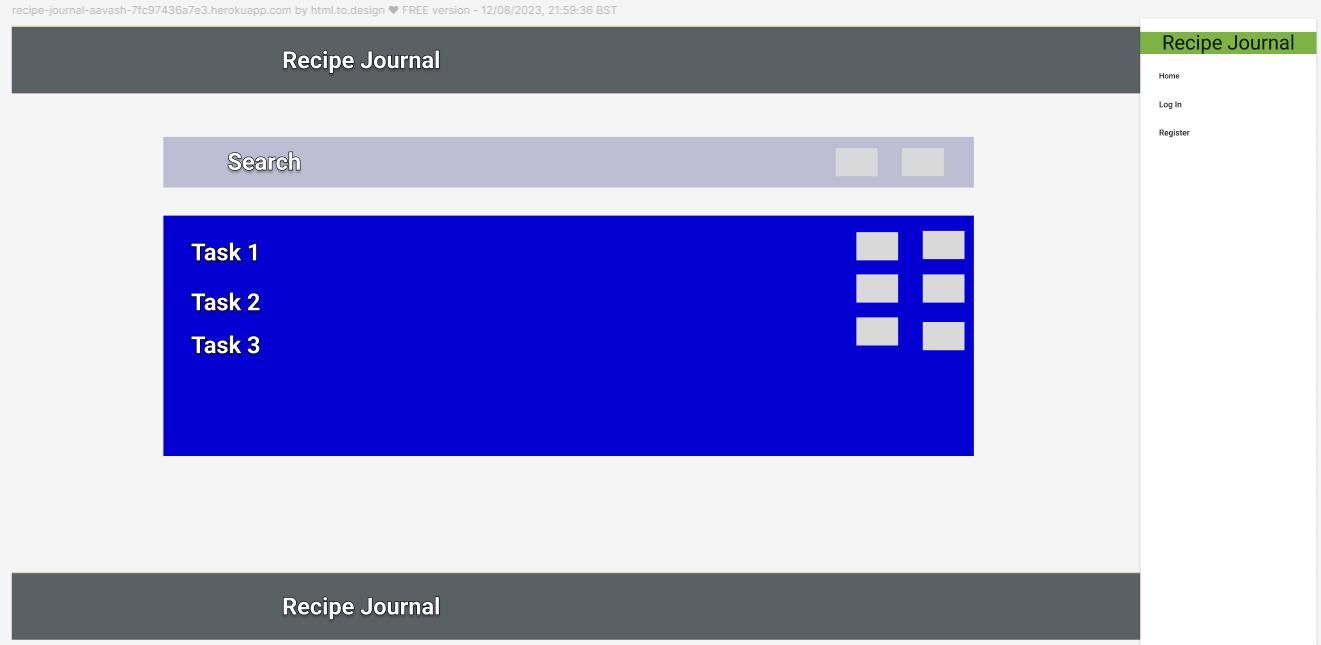 recipe-journal-aavash-7fc97436a7e3.herokuapp.com by html.to.design ❤ FREE version - 12/08/2023, 21:59:36 BST
Recipe Journal
Recipe Journal
Home
Log In
Register
Search
Task 1
Task 2
Task 3
Recipe Journal